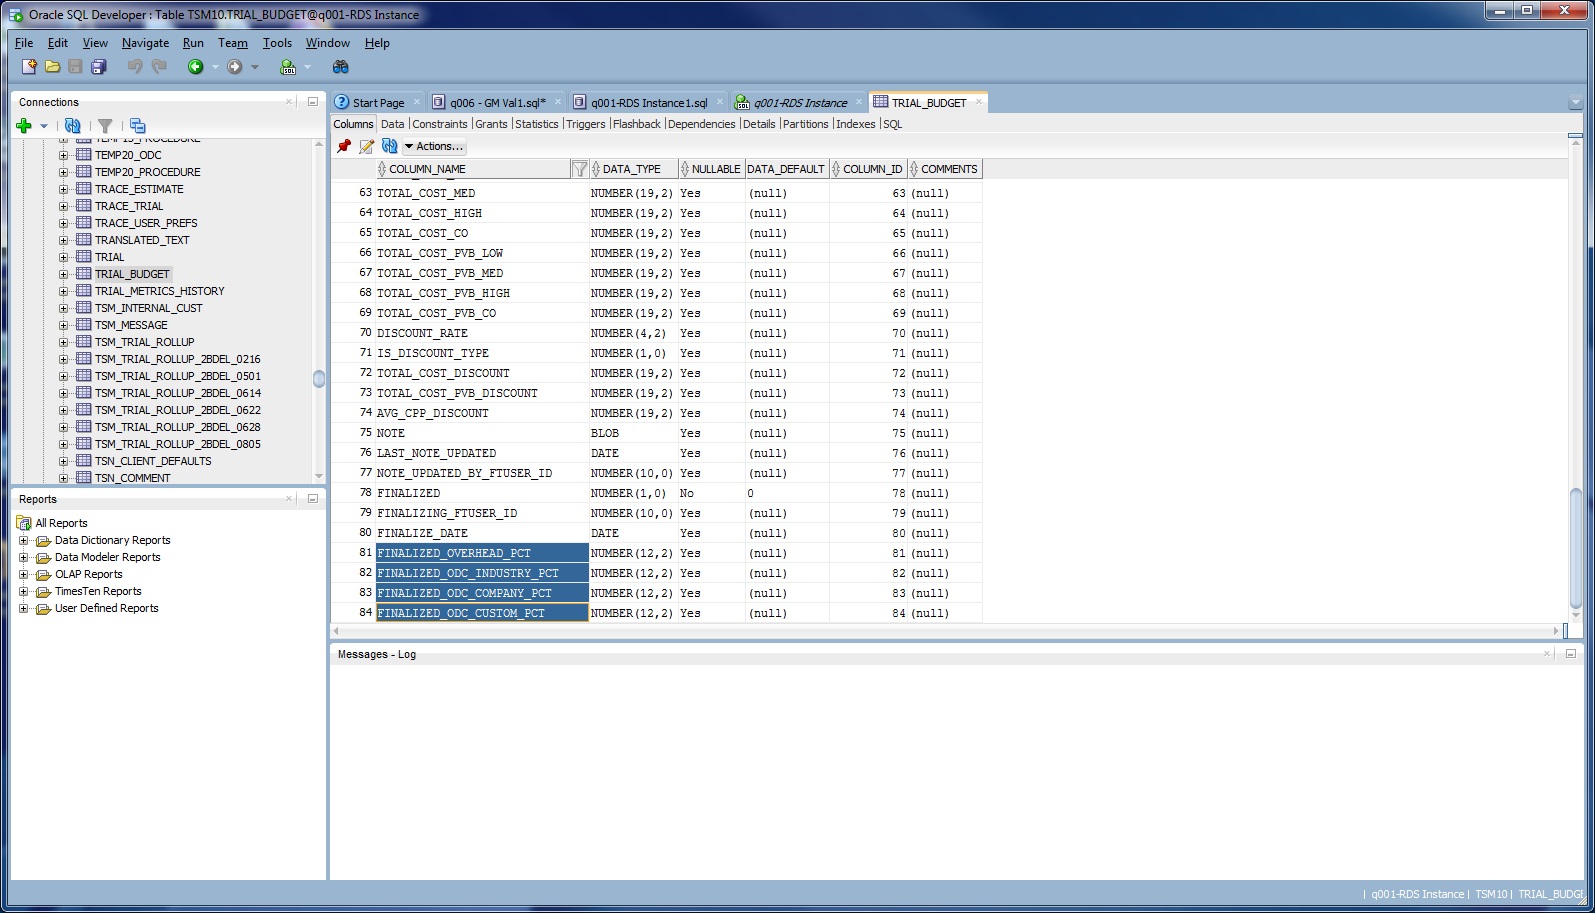 Oracle SQL Developer : Table TSM10.TRIAL_BUDGET@q001-RDS Instance
File Edit View Navigate Run Team Tools Window Help
Connections
TEMP15_PROCEDURE
TEMP20_ODC
TEMP20_PROCEDURE
TRACE_ESTIMATE
TRACE_TRIAL
TRACE_USER_PREFS
TRANSLATED_TEXT
TRIAL
TRIAL_BUDGET
TRIAL_METRICS_HISTORY
TSM_INTERNAL_CUST
TSM_MESSAGE
TSM_TRIAL_ROLLUP
TSM_TRIAL_ROLLUP_2BDEL_0216
TSM_TRIAL_ROLLUP_2BDEL_0501
TSM_TRIAL_ROLLUP_2BDEL_0614
TSM_TRIAL_ROLLUP_2BDEL_0622
TSM_TRIAL_ROLLUP_2BDEL_0628
TSM_TRIAL_ROLLUP_2BDEL_0805
TSN_CLIENT_DEFAULTS
TSN_COMMENT
Reports
All Reports
Data Dictionary Reports
Data Modeler Reports
OLAP Reports
TimesTen Reports
User Defined Reports
Start Page q006 - GM Val1.sql* q001-RDS Instance1.sql q001-RDS Instance TRIAL_BUDGET
Columns Data Constraints Grants Statistics Triggers Flashback Dependencies Details Partitions Indexes SQL
Actions...
COLUMN_NAME DATA_TYPE NULLABLE DATA_DEFAULT COLUMN_ID COMMENTS
63 TOTAL_COST_MED NUMBER(19,2) Yes (null) 63 (null)
64 TOTAL_COST_HIGH NUMBER(19,2) Yes (null) 64 (null)
65 TOTAL_COST_CO NUMBER(19,2) Yes (null) 65 (null)
66 TOTAL_COST_PVB_LOW NUMBER(19,2) Yes (null) 66 (null)
67 TOTAL_COST_PVB_MED NUMBER(19,2) Yes (null) 67 (null)
68 TOTAL_COST_PVB_HIGH NUMBER(19,2) Yes (null) 68 (null)
69 TOTAL_COST_PVB_CO NUMBER(19,2) Yes (null) 69 (null)
70 DISCOUNT_RATE NUMBER(4,2) Yes (null) 70 (null)
71 IS_DISCOUNT_TYPE NUMBER(1,0) Yes (null) 71 (null)
72 TOTAL_COST_DISCOUNT NUMBER(19,2) Yes (null) 72 (null)
73 TOTAL_COST_PVB_DISCOUNT NUMBER(19,2) Yes (null) 73 (null)
74 AVG_CPP_DISCOUNT NUMBER(19,2) Yes (null) 74 (null)
75 NOTE BLOB Yes (null) 75 (null)
76 LAST_NOTE_UPDATED DATE Yes (null) 76 (null)
77 NOTE_UPDATED_BY_FTUSER_ID NUMBER(10,0) Yes (null) 77 (null)
78 FINALIZED NUMBER(1,0) No 0 78 (null)
79 FINALIZING_FTUSER_ID NUMBER(10,0) Yes (null) 79 (null)
80 FINALIZE_DATE DATE Yes (null) 80 (null)
81 FINALIZED_OVERHEAD_PCT NUMBER(12,2) Yes (null) 81 (null)
82 FINALIZED_ODC_INDUSTRY_PCT NUMBER(12,2) Yes (null) 82 (null)
83 FINALIZED_ODC_COMPANY_PCT NUMBER(12,2) Yes (null) 83 (null)
84 FINALIZED_ODC_CUSTOM_PCT NUMBER(12,2) Yes (null) 84 (null)
Messages - Log
q001-RDS Instance | TSM10 | TRIAL_BUDG